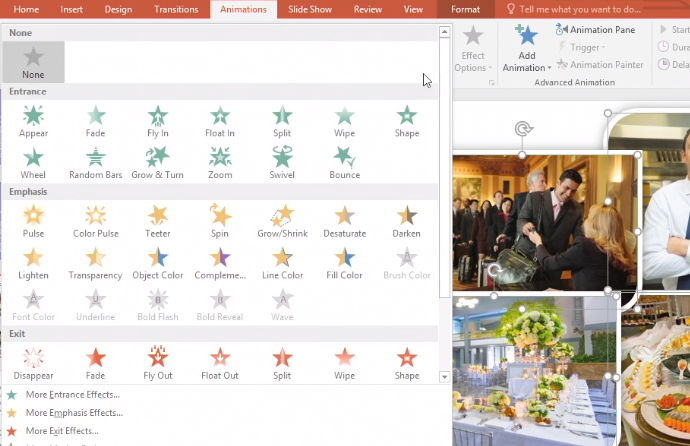 Home Insert Design Transitions Animations Slide Show Review View Format Tell me what you want to do...
None
None
Effect Options
Add Animation
Animation Pane
Trigger
Animation Painter
Advanced Animation
Start
Dura
Dela
Entrance
Appear Fade Fly In Float In Split Wipe Shape
Wheel Random Bars Grow & Turn Zoom Swivel Bounce
Emphasis
Pulse Color Pulse Teeter Spin Grow/Shrink Desaturate Darken
Lighten Transparency Object Color Compleme... Line Color Fill Color Brush Color
Font Color Underline Bold Flash Bold Reveal Wave
Exit
Disappear Fade Fly Out Float Out Split Wipe Shape
More Entrance Effects...
More Emphasis Effects...
More Exit Effects...